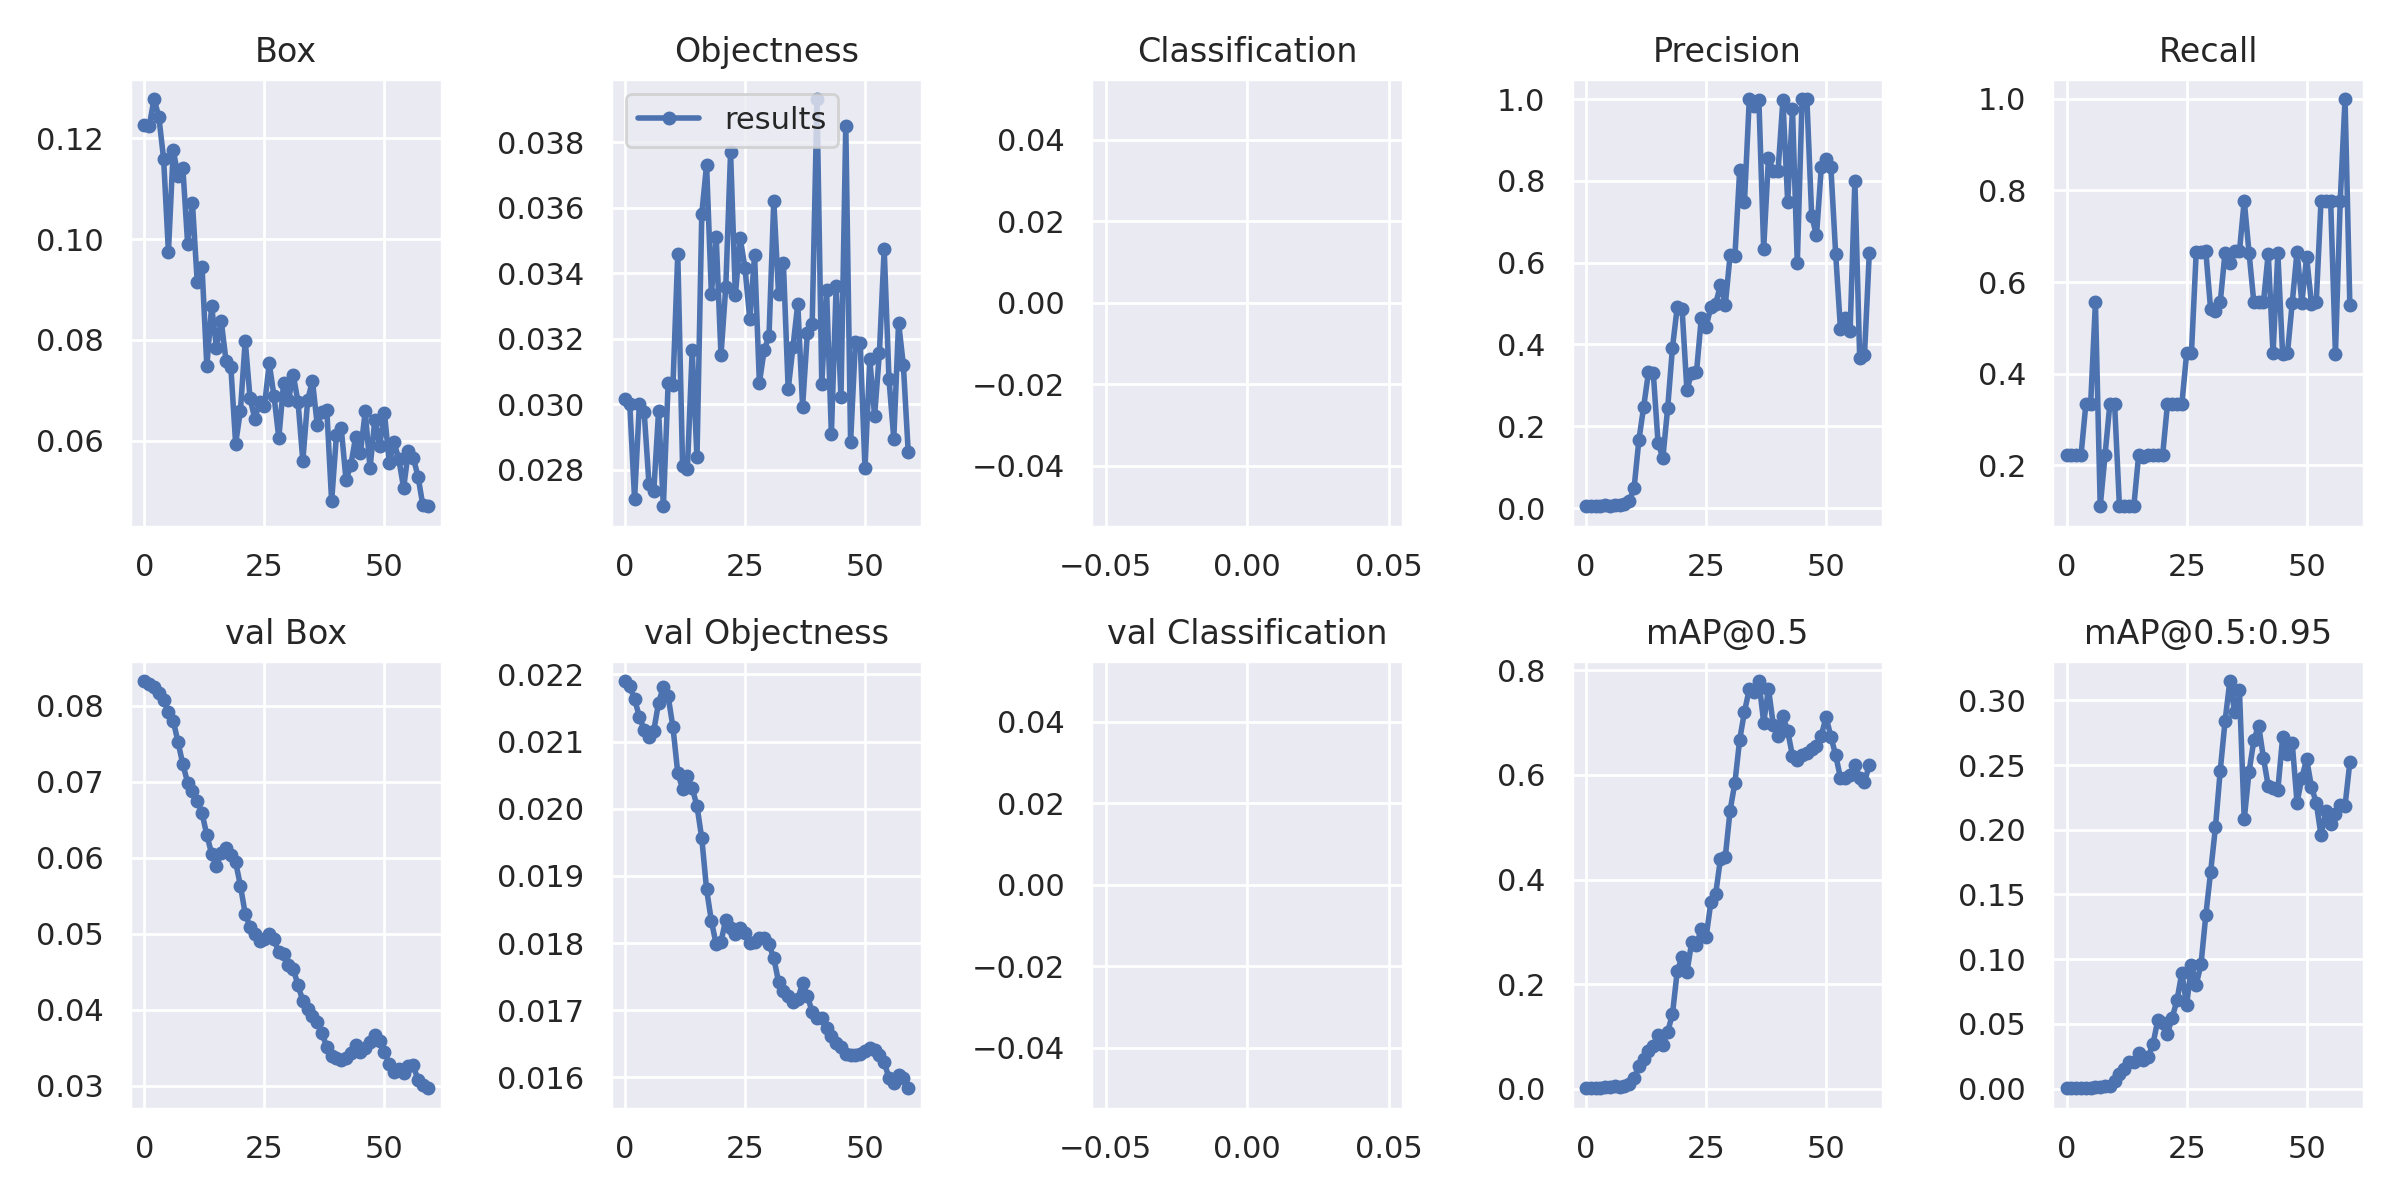 Box
Objectness
Classification
Precision
Recall
0.12
0.10
0.08
0.06
0 25 50
results
0.038
0.036
0.034
0.032
0.030
0.028
0 25 50
0.04
0.02
0.00
−0.02
−0.04
−0.05 0.00 0.05
1.0
0.8
0.6
0.4
0.2
0.0
0 25 50
1.0
0.8
0.6
0.4
0.2
0 25 50
val Box
val Objectness
val Classification
mAP@0.5
mAP@0.5:0.95
0.08
0.07
0.06
0.05
0.04
0.03
0 25 50
0.022
0.021
0.020
0.019
0.018
0.017
0.016
0 25 50
0.04
0.02
0.00
−0.02
−0.04
−0.05 0.00 0.05
0.8
0.6
0.4
0.2
0.0
0 25 50
0.30
0.25
0.20
0.15
0.10
0.05
0.00
0 25 50